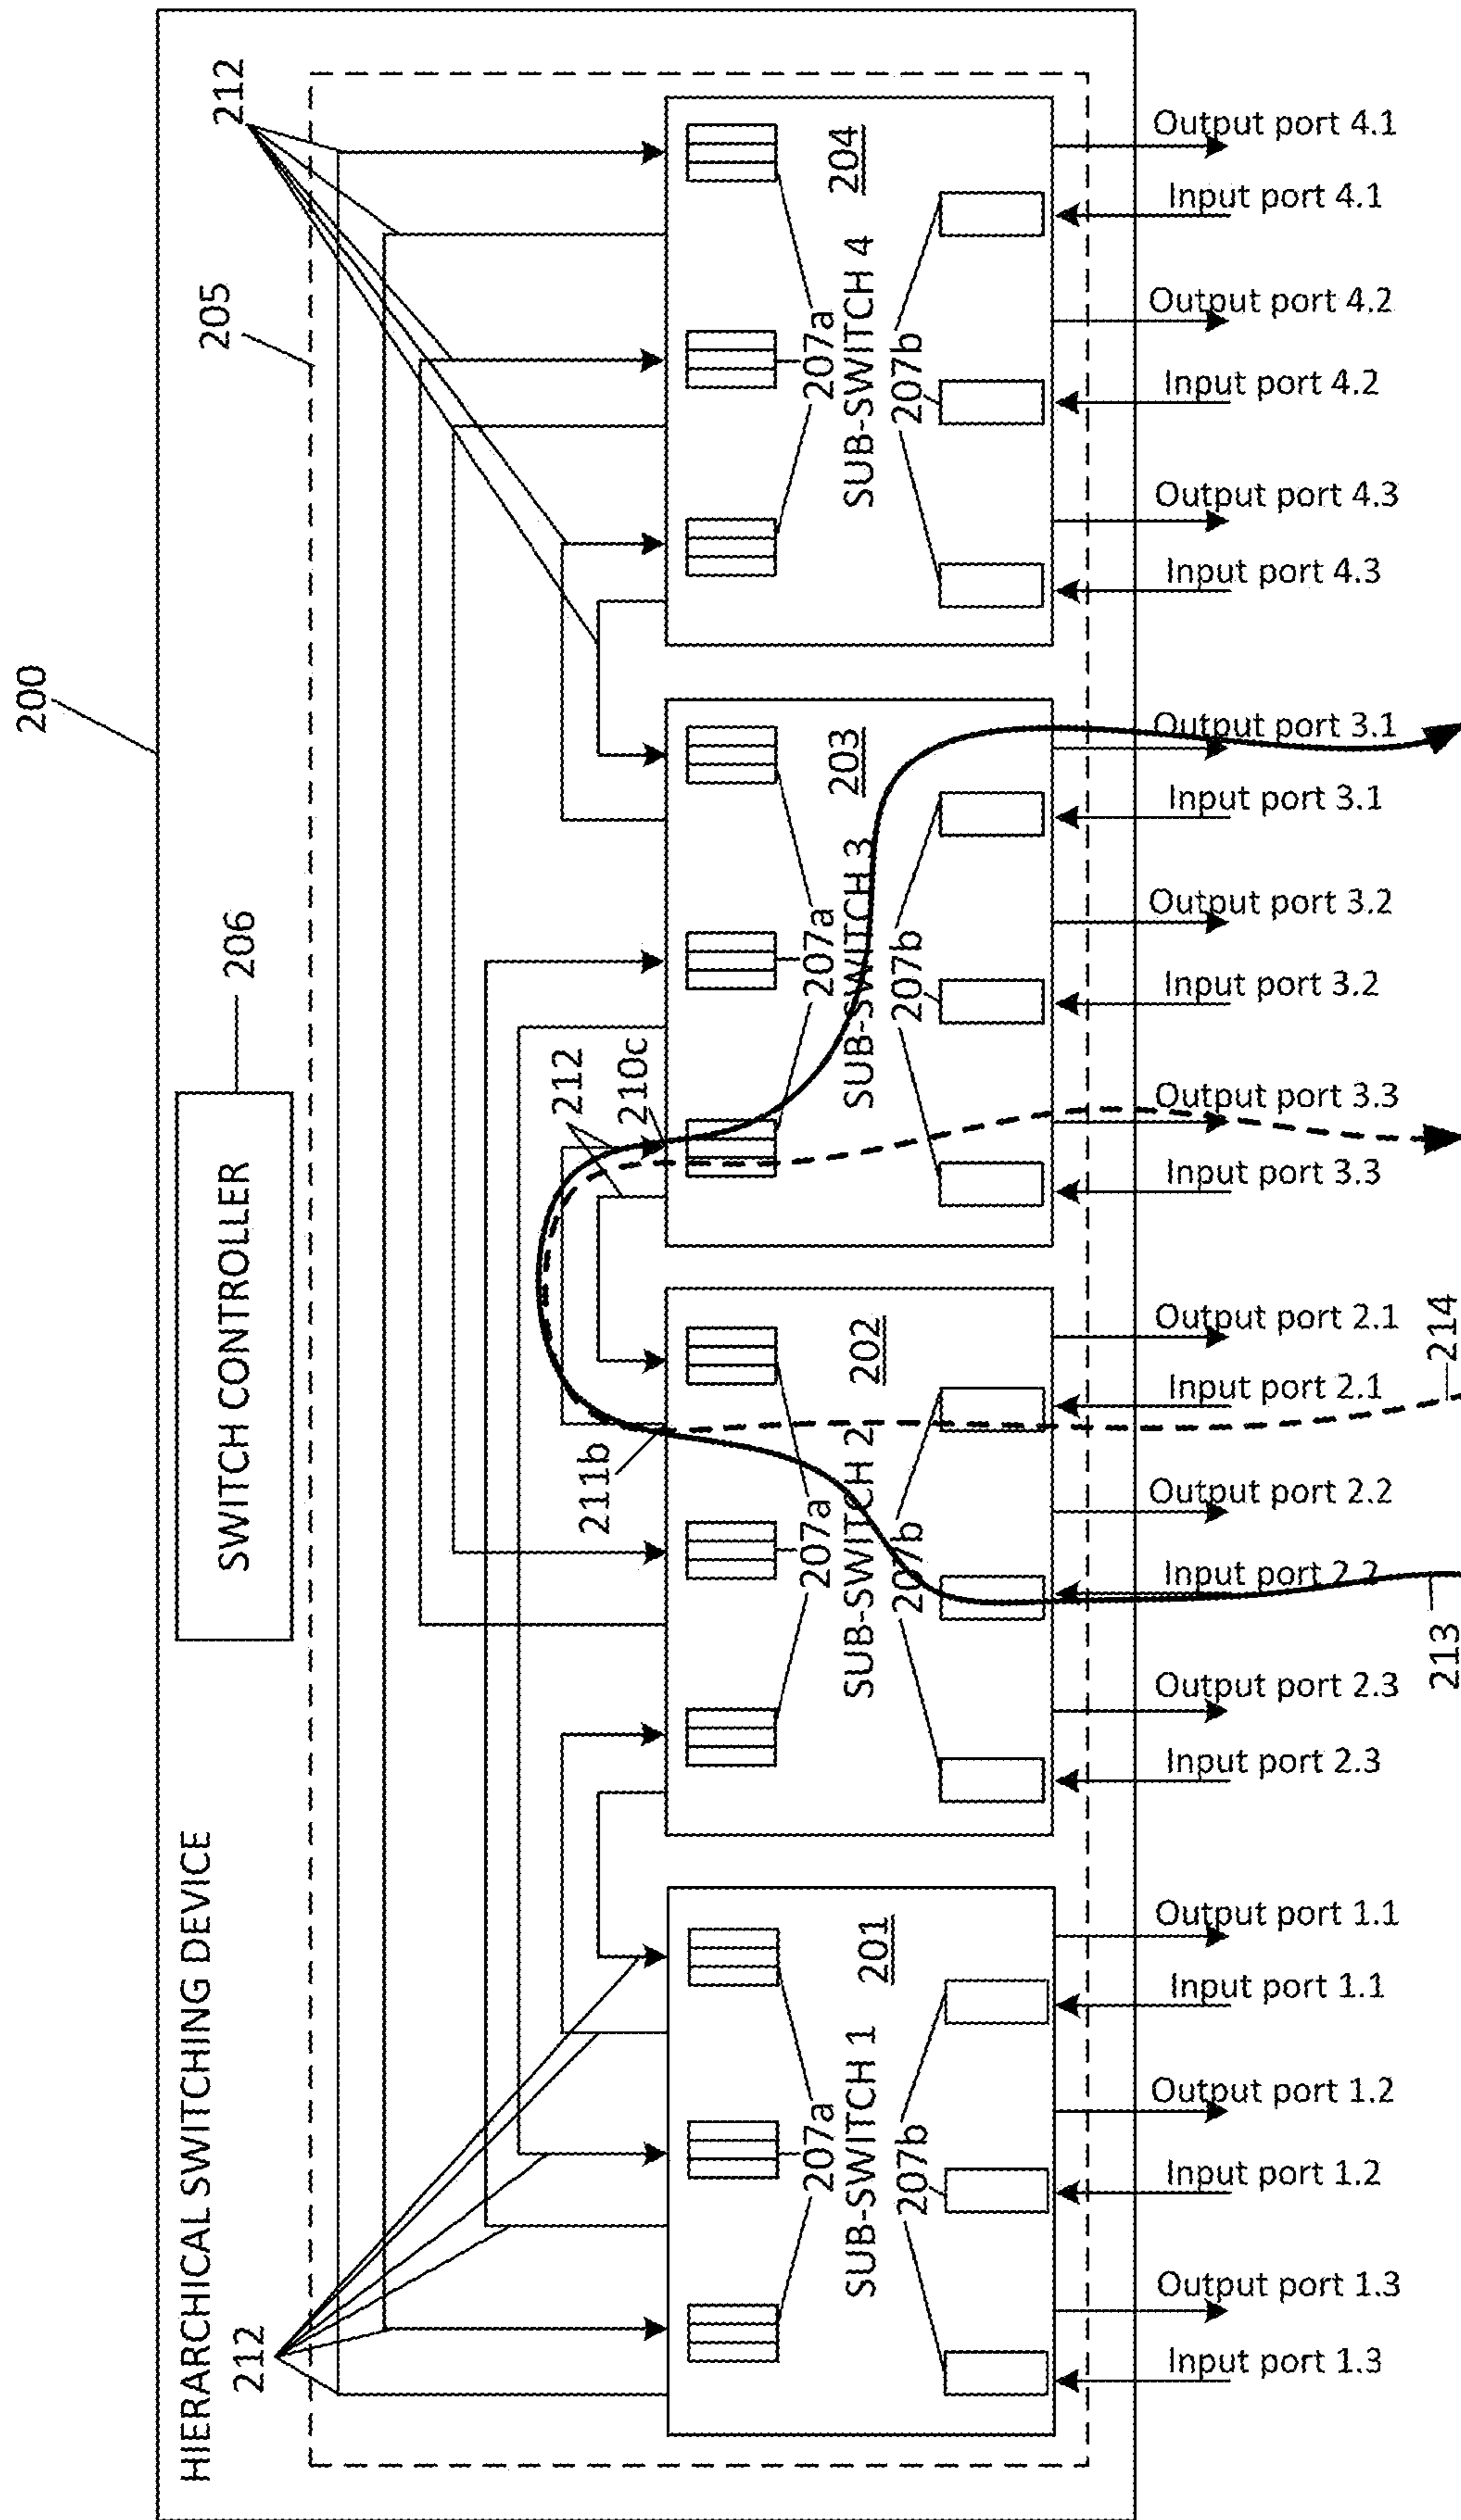 200
HIERARCHICAL SWITCHING DEVICE
SWITCH CONTROLLER
206
205
212
212
212
210c
211b
207a
SUB-SWITCH 1
201
207b
207a
SUB-SWITCH 2
202
207b
207a
SUB-SWITCH 3
203
207b
207a
SUB-SWITCH 4
204
207b
Output port 4.1
Input port 4.1
Output port 4.2
Input port 4.2
Output port 4.3
Input port 4.3
Output port 3.1
Input port 3.1
Output port 3.2
Input port 3.2
Output port 3.3
Input port 3.3
Output port 2.1
Input port 2.1
Output port 2.2
Input port 2.2
Output port 2.3
Input port 2.3
Output port 1.1
Input port 1.1
Output port 1.2
Input port 1.2
Output port 1.3
Input port 1.3
214
213